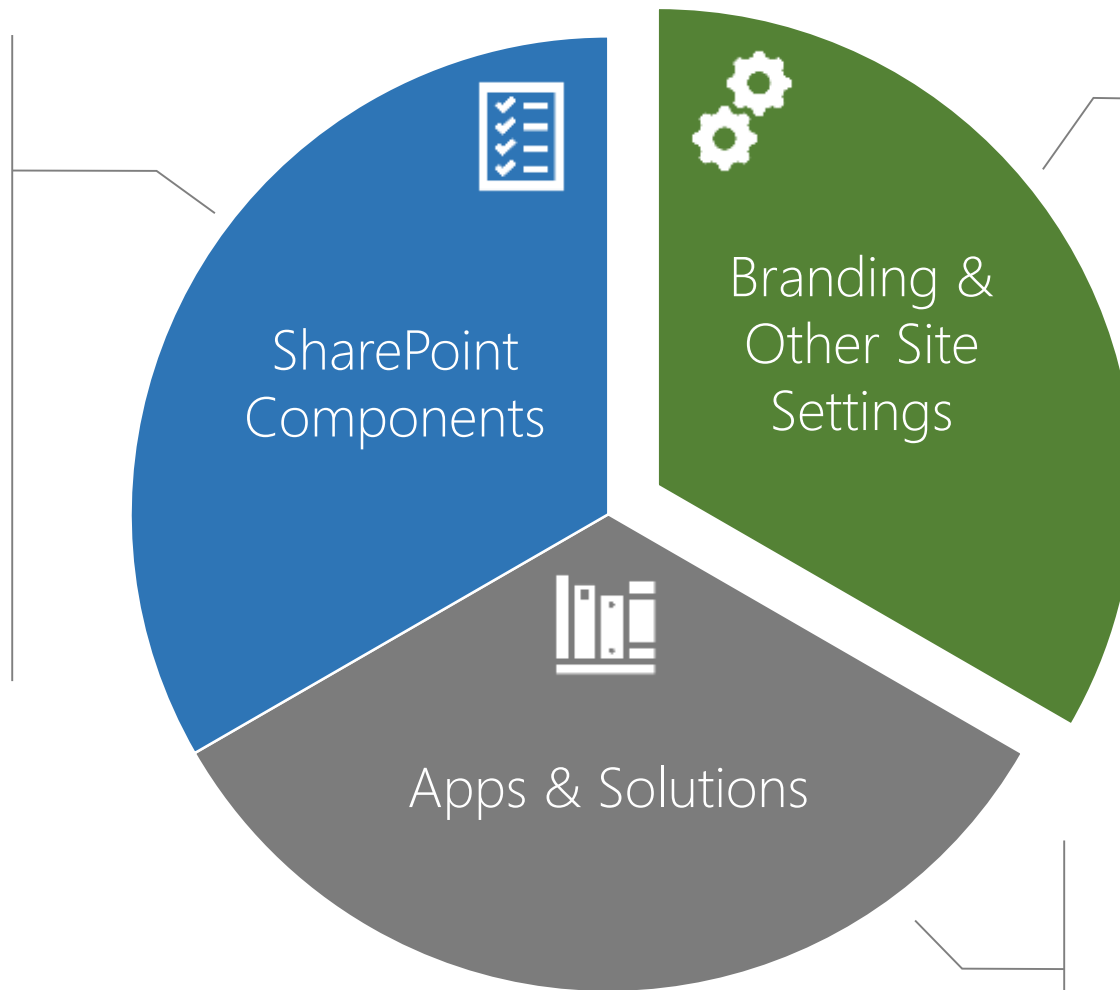 SharePoint
Components
Branding &
Other Site
Settings
Apps & Solutions